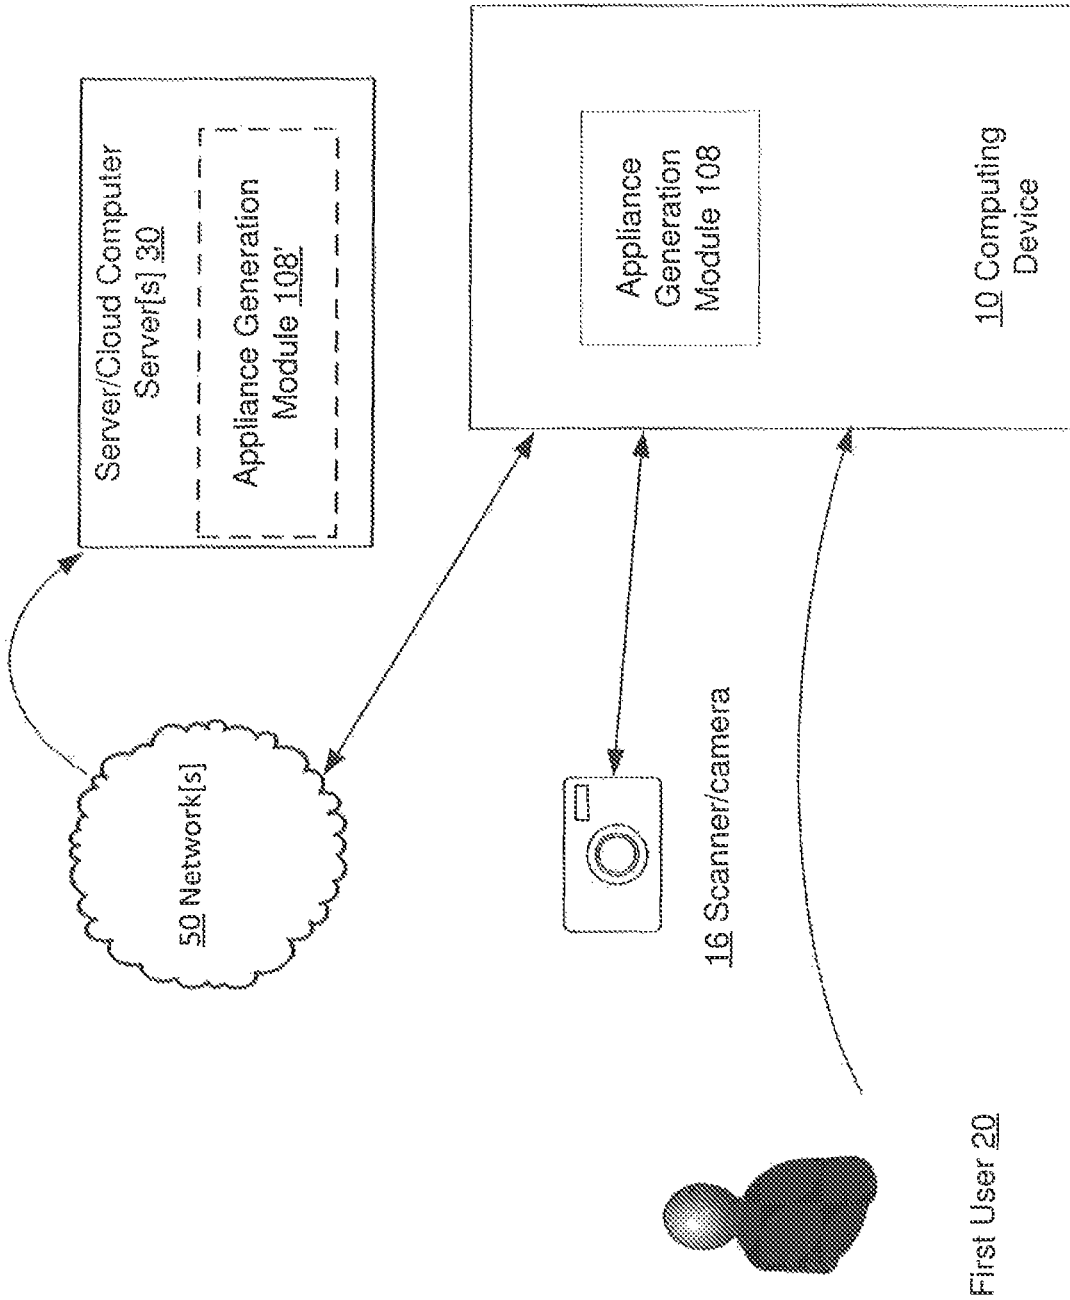 Server/Cloud Computer
Server[s] 30
Appliance Generation
Module 108'
50 Network[s]
Appliance
Generation
Module 108
10 Computing
Device
16 Scanner/camera
First User 20